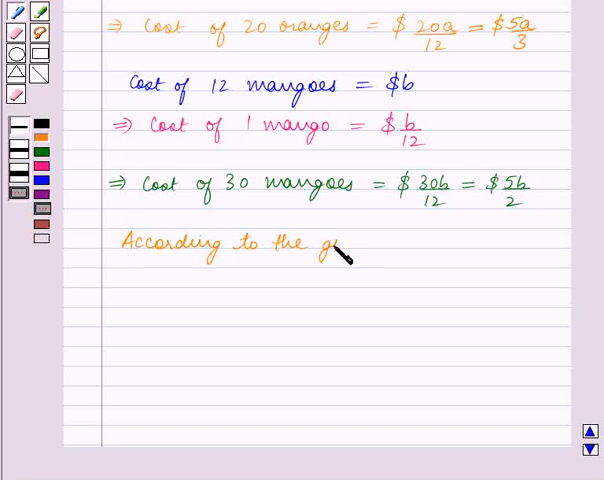 ⇒ Cost of 20 oranges = $ 20a/12 = $ 5a/3
Cost of 12 mangoes = $b
⇒ Cost of 1 mango = $ b/12
⇒ Cost of 30 mangoes = $ 30b/12 = $ 5b/2
According to the g